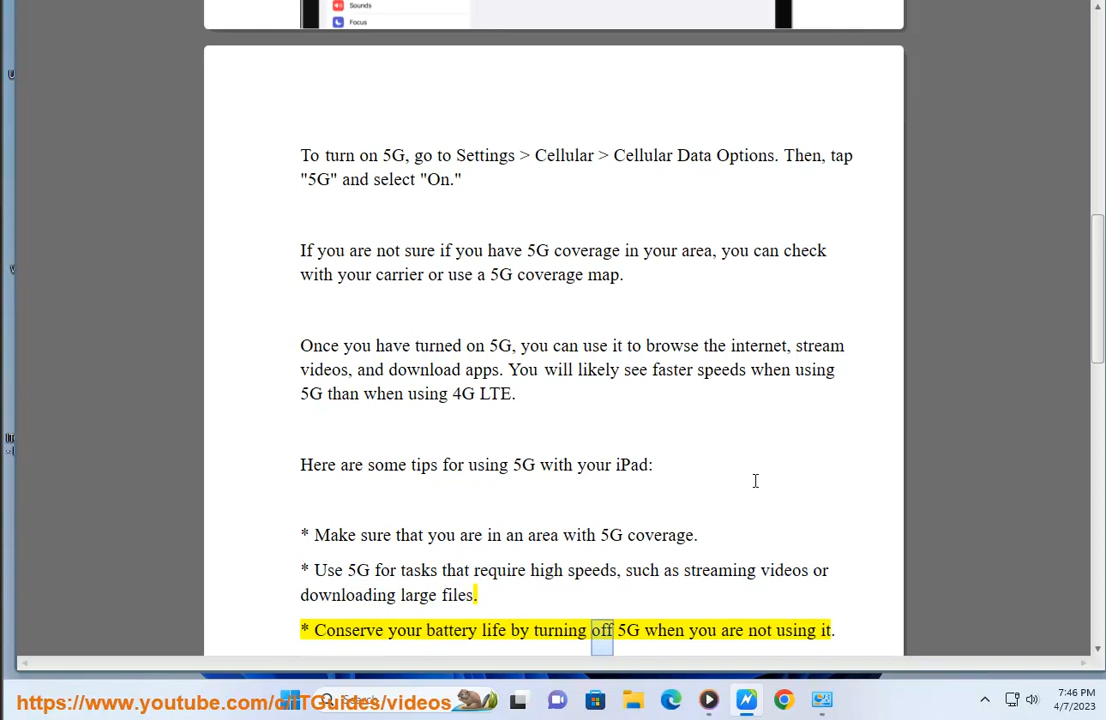 Sounds
Focus
To turn on 5G, go to Settings > Cellular > Cellular Data Options. Then, tap
"5G" and select "On."
If you are not sure if you have 5G coverage in your area, you can check
with your carrier or use a 5G coverage map.
Once you have turned on 5G, you can use it to browse the internet, stream
videos, and download apps. You will likely see faster speeds when using
5G than when using 4G LTE.
Here are some tips for using 5G with your iPad:
* Make sure that you are in an area with 5G coverage.
* Use 5G for tasks that require high speeds, such as streaming videos or
downloading large files.
* Conserve your battery life by turning off 5G when you are not using it.
7:46 PM
4/7/2023